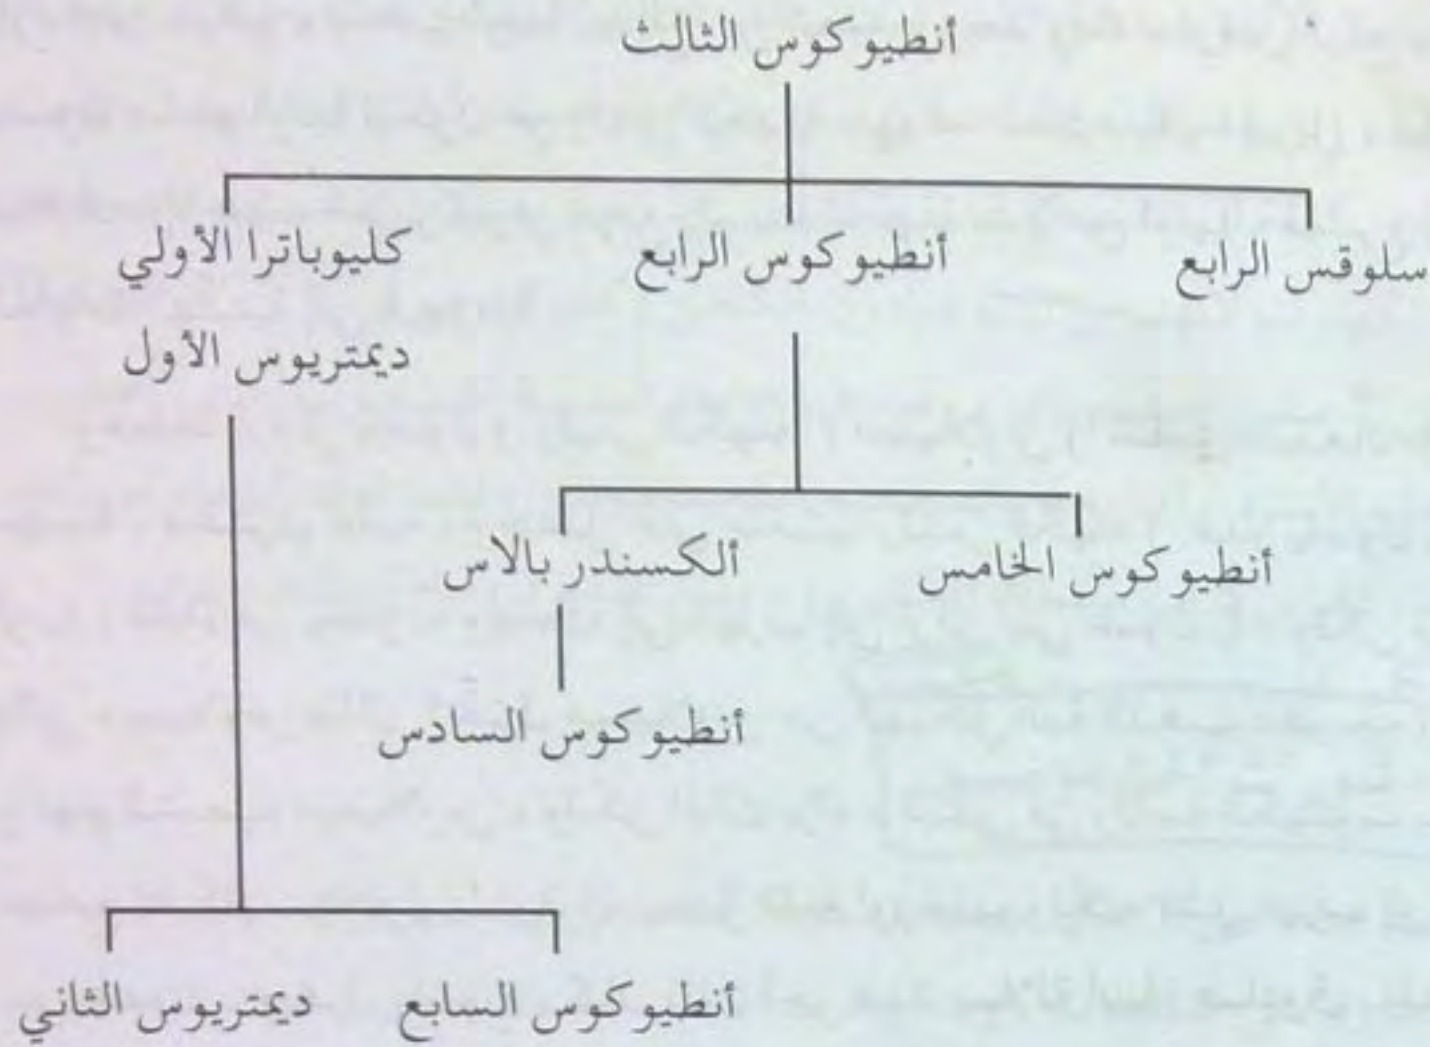 أنطيوكوس الثالث
سلوقس الرابع أنطيوكوس الرابع كليوباترا الأولي
ديمتريوس الأول
أنطيوكوس الخامس ألكسندر بالاس
أنطيوكوس السادس
أنطيوكوس السابع ديمتريوس الثاني